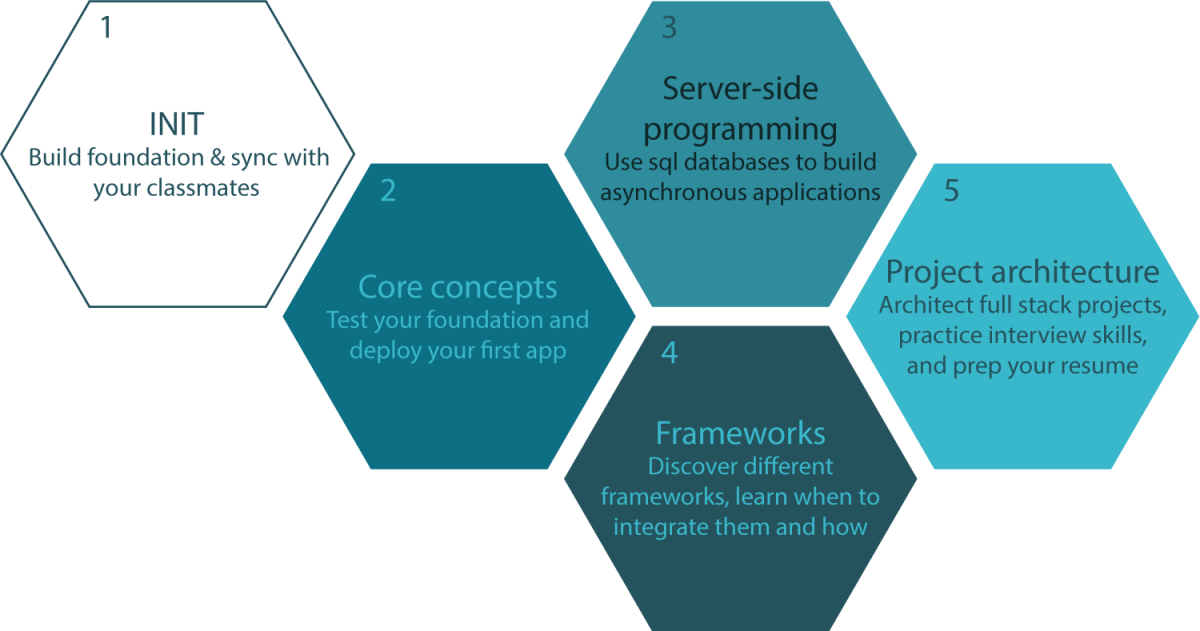 1
INIT
Build foundation & sync with
your classmates
2
Core concepts
Test your foundation and
deploy your first app
3
Server-side
programming
Use sql databases to build
asynchronous applications
4
Frameworks
Discover different
frameworks, learn when to
integrate them and how
5
Project architecture
Architect full stack projects,
practice interview skills,
and prep your resume